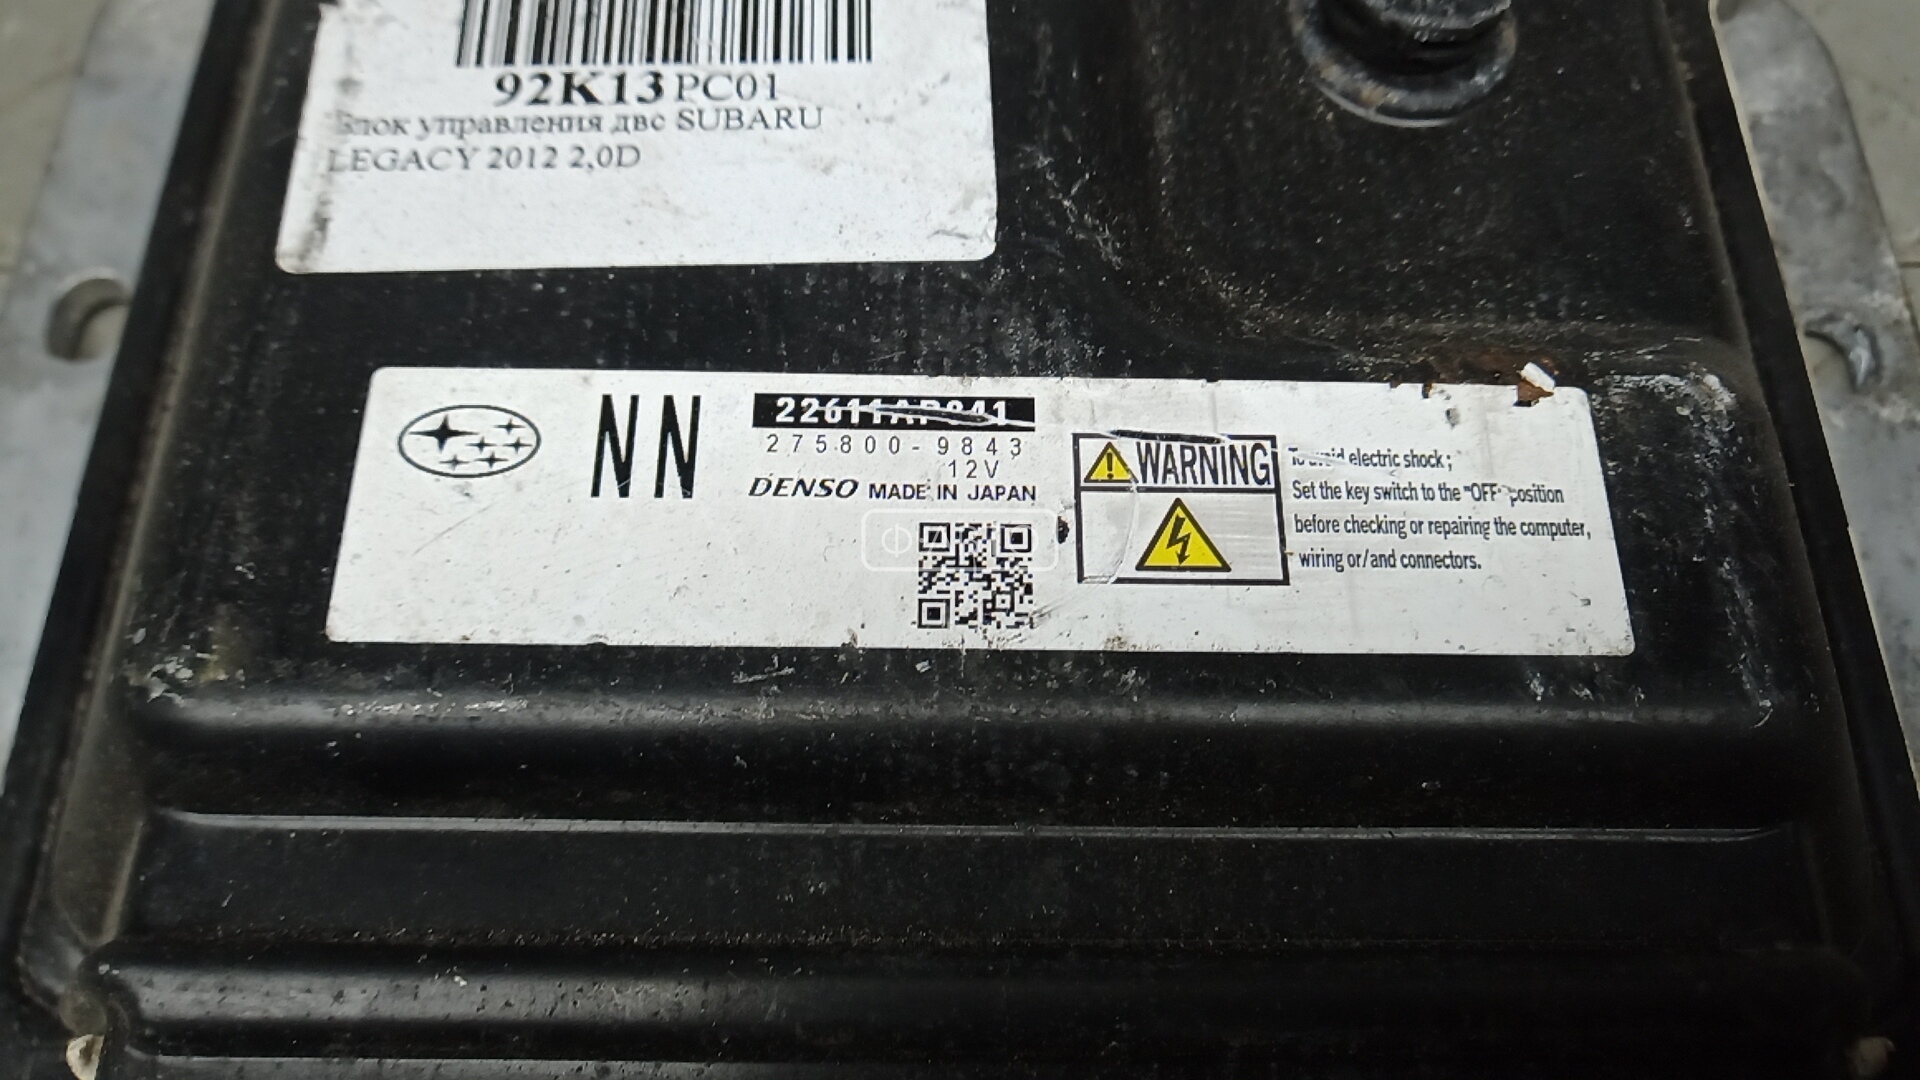 92K13PC01
Блок управления двс SUBARU
LEGACY 2012 2,0D
NN
275800-9843
12V
DENSO MADE IN JAPAN
WARNING
To avoid electric shock;
Set the key switch to the "OFF" position
before checking or repairing the computer,
wiring or/and connectors.